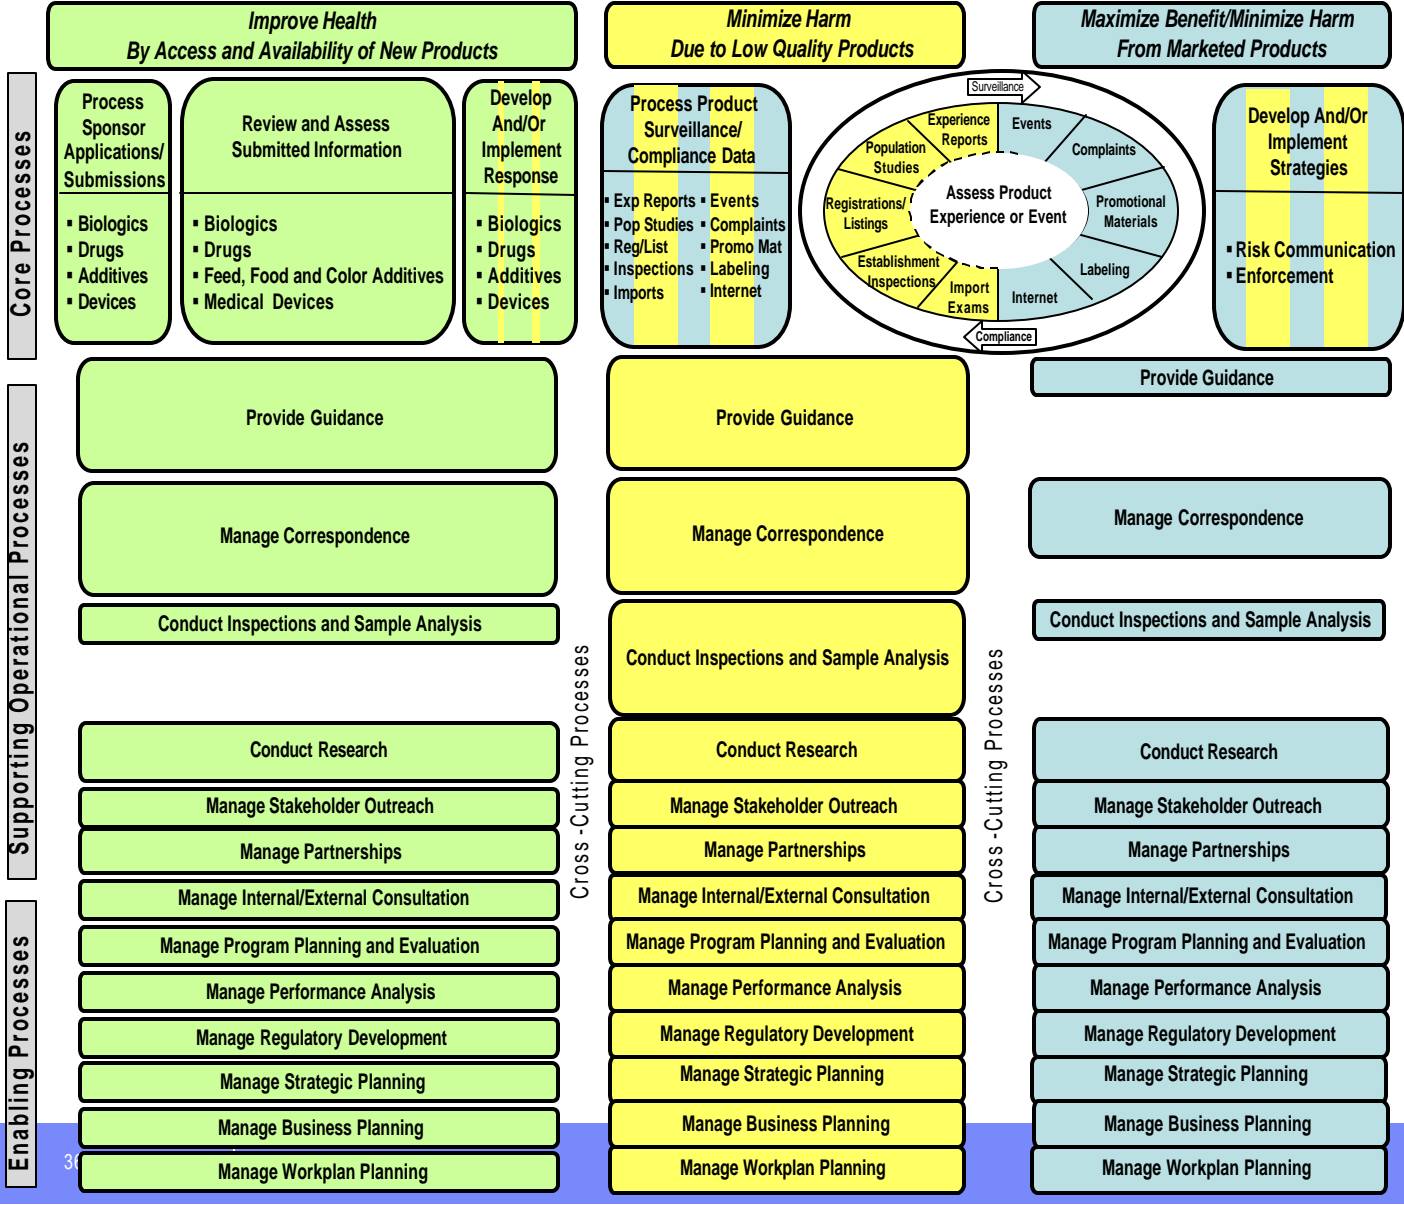 Improve Health
By Access and Availability of New Products
Minimize Harm
Due to Low Quality Products
Maximize Benefit/Minimize Harm
From Marketed Products
Core Processes
Process
Sponsor
Applications/
Submissions
▪ Biologics
▪ Drugs
▪ Additives
▪ Devices
Review and Assess
Submitted Information
▪ Biologics
▪ Drugs
▪ Feed, Food and Color Additives
▪ Medical Devices
Develop
And/Or
Implement
Response
▪ Biologics
▪ Drugs
▪ Additives
▪ Devices
Process Product
Surveillance/
Compliance Data
▪ Exp Reports
▪ Pop Studies
▪ Reg/List
▪ Inspections
▪ Imports
▪ Events
▪ Complaints
▪ Promo Mat
▪ Labeling
▪ Internet
Surveillance
Experience
Reports
Events
Complaints
Promotional
Materials
Labeling
Internet
Import
Exams
Establishment
Inspections
Registrations/
Listings
Population
Studies
Assess Product
Experience or Event
Compliance
Develop And/Or
Implement
Strategies
▪ Risk Communication
▪ Enforcement
Supporting Operational Processes
Provide Guidance
Provide Guidance
Provide Guidance
Manage Correspondence
Manage Correspondence
Manage Correspondence
Conduct Inspections and Sample Analysis
Conduct Inspections and Sample Analysis
Conduct Inspections and Sample Analysis
Cross -Cutting Processes
Cross -Cutting Processes
Conduct Research
Conduct Research
Conduct Research
Manage Stakeholder Outreach
Manage Stakeholder Outreach
Manage Stakeholder Outreach
Manage Partnerships
Manage Partnerships
Manage Partnerships
Enabling Processes
Manage Internal/External Consultation
Manage Internal/External Consultation
Manage Internal/External Consultation
Manage Program Planning and Evaluation
Manage Program Planning and Evaluation
Manage Program Planning and Evaluation
Manage Performance Analysis
Manage Performance Analysis
Manage Performance Analysis
Manage Regulatory Development
Manage Regulatory Development
Manage Regulatory Development
Manage Strategic Planning
Manage Strategic Planning
Manage Strategic Planning
Manage Business Planning
Manage Business Planning
Manage Business Planning
Manage Workplan Planning
Manage Workplan Planning
Manage Workplan Planning